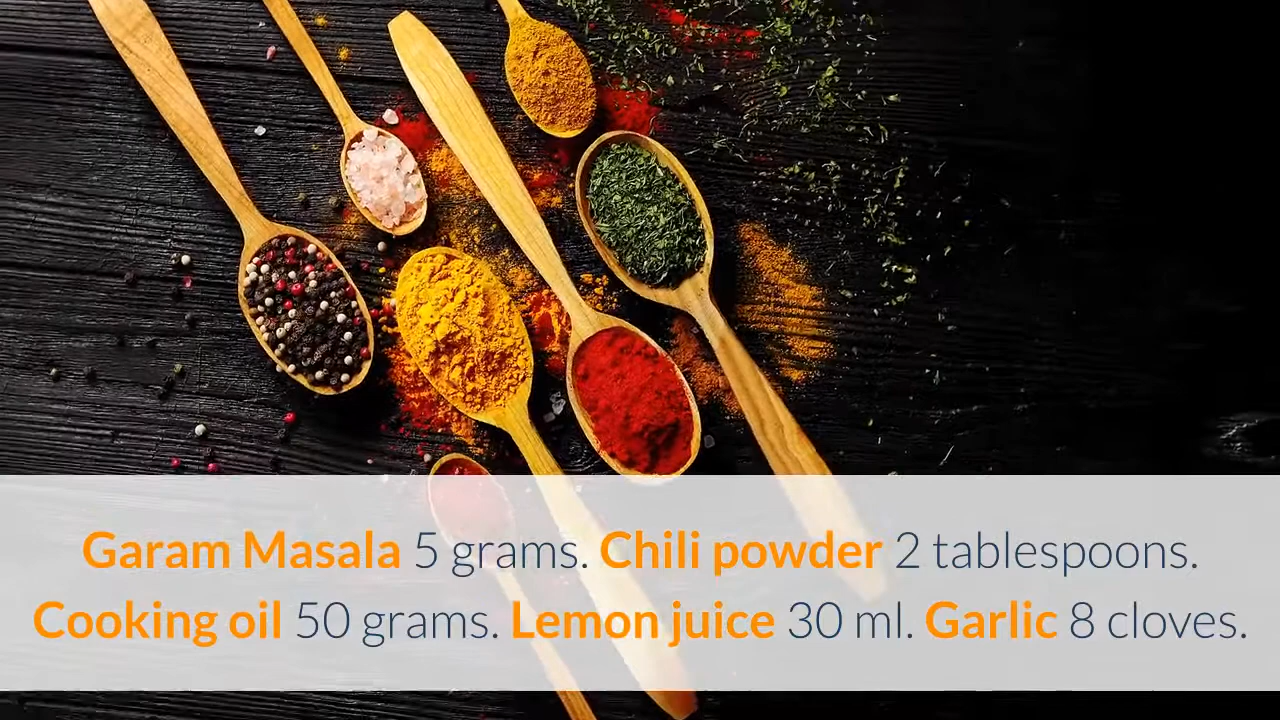 Garam Masala 5 grams. Chili powder 2 tablespoons.
Cooking oil 50 grams. Lemon juice 30 ml. Garlic 8 cloves.